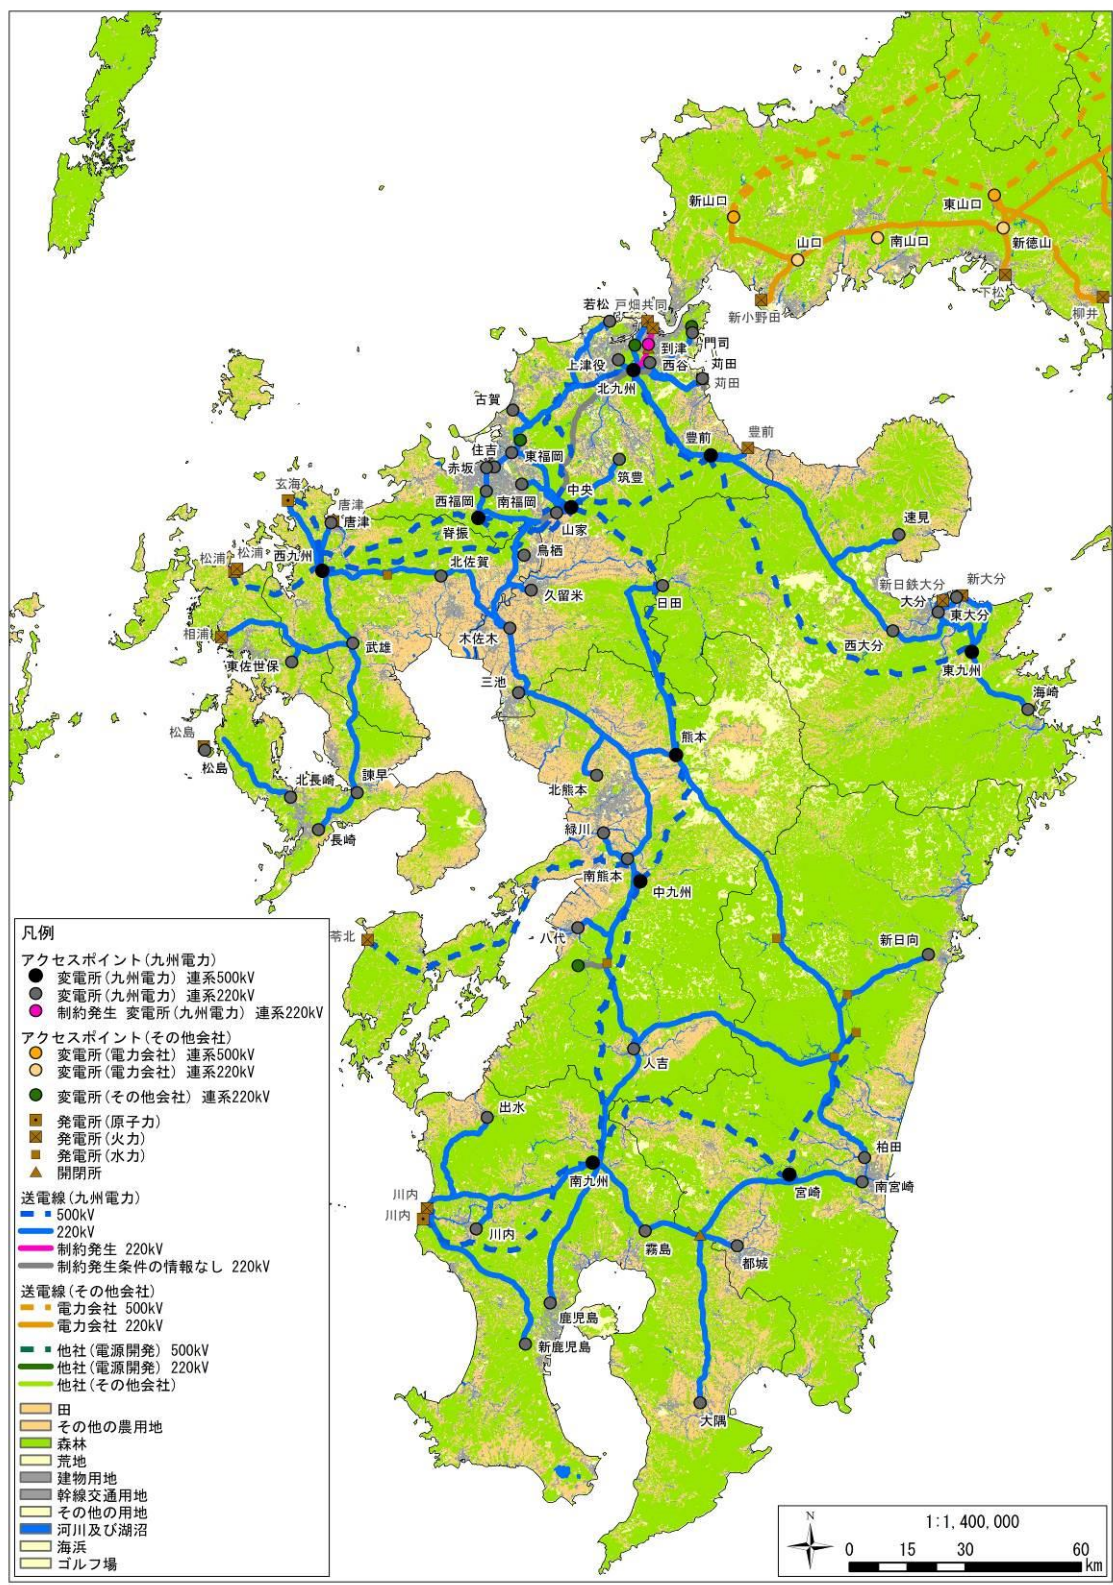 東山口
新山口
新徳山
山口
南山口
下松
新小野田
柳井
若松
戸畑共同
到津
門司
上津役
西谷
苅田
苅田
北九州
古賀
豊前
豊前
住吉
東福岡
赤坂
筑豊
玄海
西福岡
南福岡
中央
唐津
唐津
脊振
山家
速見
松浦
松浦
西九州
鳥栖
北佐賀
新日鉄大分
新大分
久留米
日田
大分
東大分
相浦
木佐木
武雄
西大分
東佐世保
東九州
三池
海崎
松島
松島
熊本
北長崎
諫早
北熊本
長崎
緑川
南熊本
中九州
苓北
八代
新日向
人吉
出水
柏田
南九州
宮崎
南宮崎
川内
川内
川内
霧島
都城
鹿児島
新鹿児島
大隅
凡例
アクセスポイント(九州電力)
変電所(九州電力) 連系500kV
変電所(九州電力) 連系220kV
制約発生 変電所(九州電力) 連系220kV
アクセスポイント(その他会社)
変電所(電力会社) 連系500kV
変電所(電力会社) 連系220kV
変電所(その他会社) 連系220kV
発電所(原子力)
発電所(火力)
発電所(水力)
開閉所
送電線(九州電力)
500kV
220kV
制約発生 220kV
制約発生条件の情報なし 220kV
送電線(その他会社)
電力会社 500kV
電力会社 220kV
他社(電源開発) 500kV
他社(電源開発) 220kV
他社(その他会社)
田
その他の農用地
森林
荒地
建物用地
幹線交通用地
その他の用地
河川及び湖沼
海浜
ゴルフ場
N
1:1,400,000
0 15 30 60
km